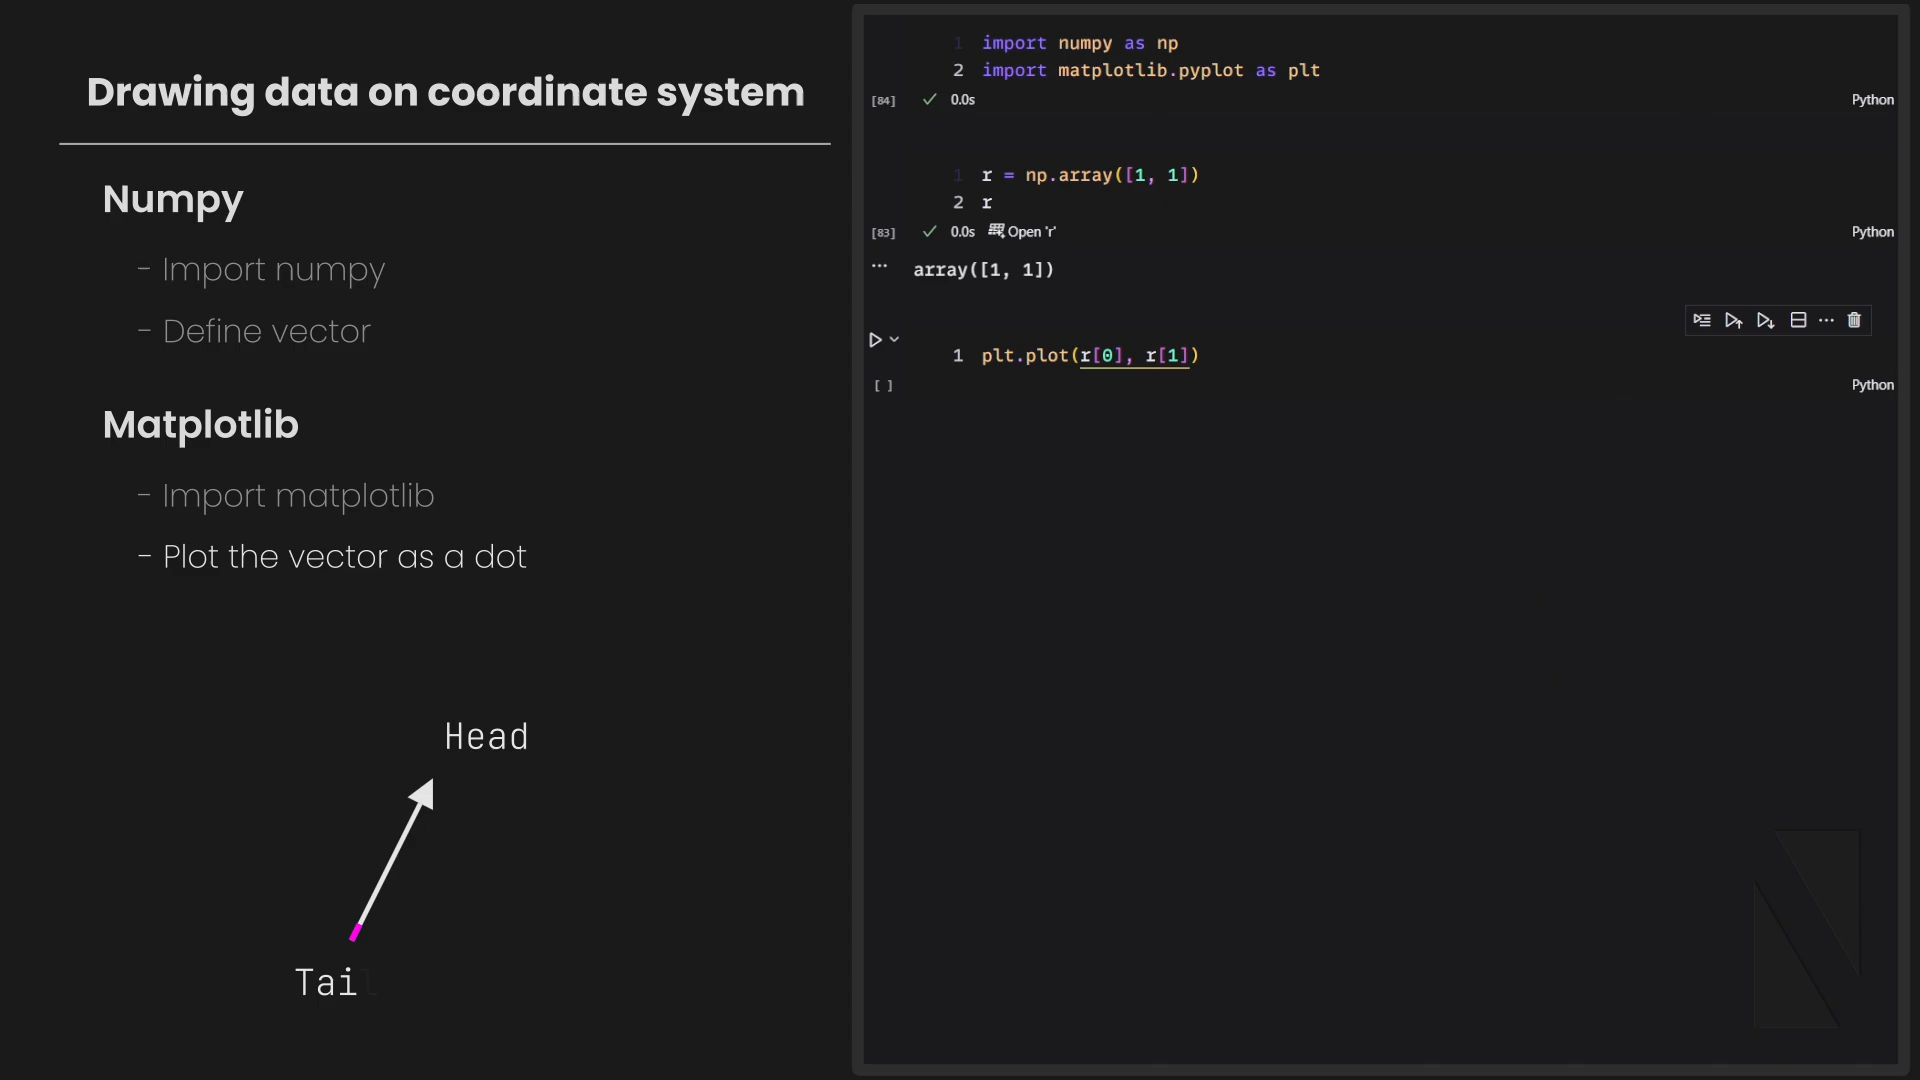 Drawing data on coordinate system
Numpy
- Import numpy
- Define vector
Matplotlib
- Import matplotlib
- Plot the vector as a dot
Head
Tail
1 import numpy as np
2 import matplotlib.pyplot as plt
[84] 0.0s Python
1 r = np.array([1, 1])
2 r
[83] 0.0s Open 'r' Python
... array([1, 1])
1 plt.plot(r[0], r[1])
[ ] Python